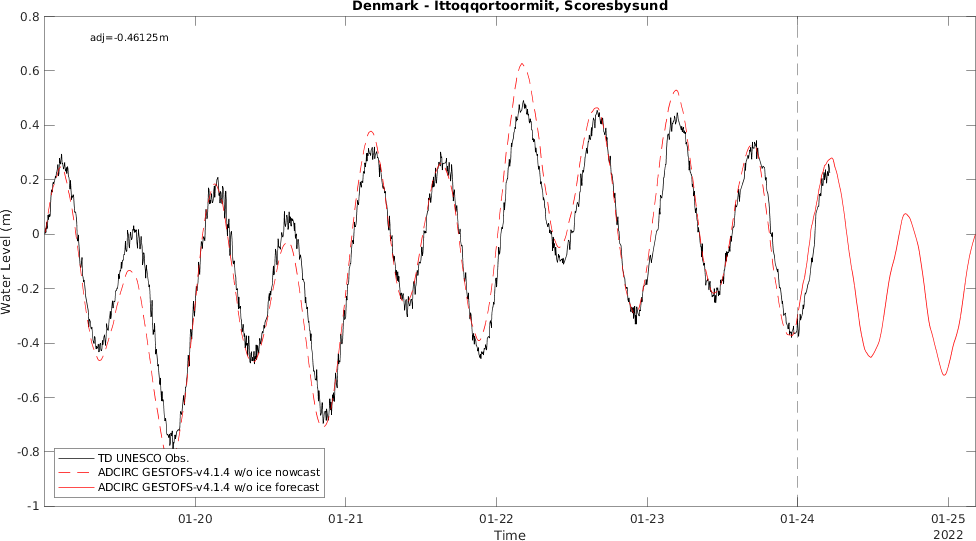 Denmark - Ittoqqortoormiit, Scoresbysund
adj=-0.46125m
0.8
0.6
0.4
0.2
0
-0.2
-0.4
-0.6
-0.8
-1
Water Level (m)
TD UNESCO Obs.
ADCIRC GESTOFS-v4.1.4 w/o ice nowcast
ADCIRC GESTOFS-v4.1.4 w/o ice forecast
01-20 01-21 01-22 01-23 01-24 01-25
Time
2022